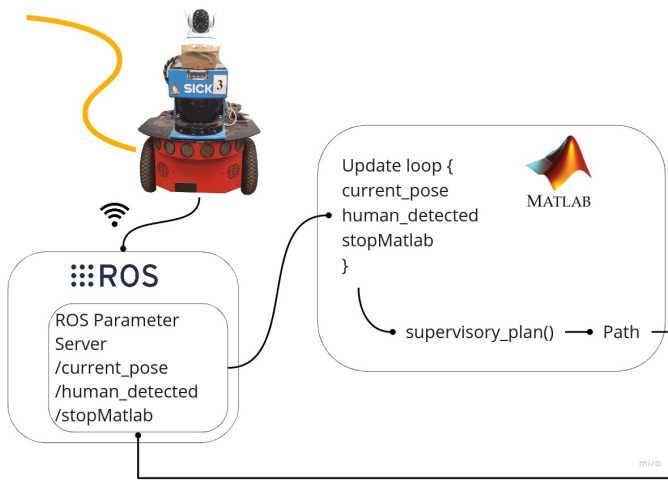 SICK 3
ROS
ROS Parameter
Server
/current_pose
/human_detected
/stopMatlab
Update loop {
current_pose
human_detected
stopMatlab
}
MATLAB
supervisory_plan()
Path
miro